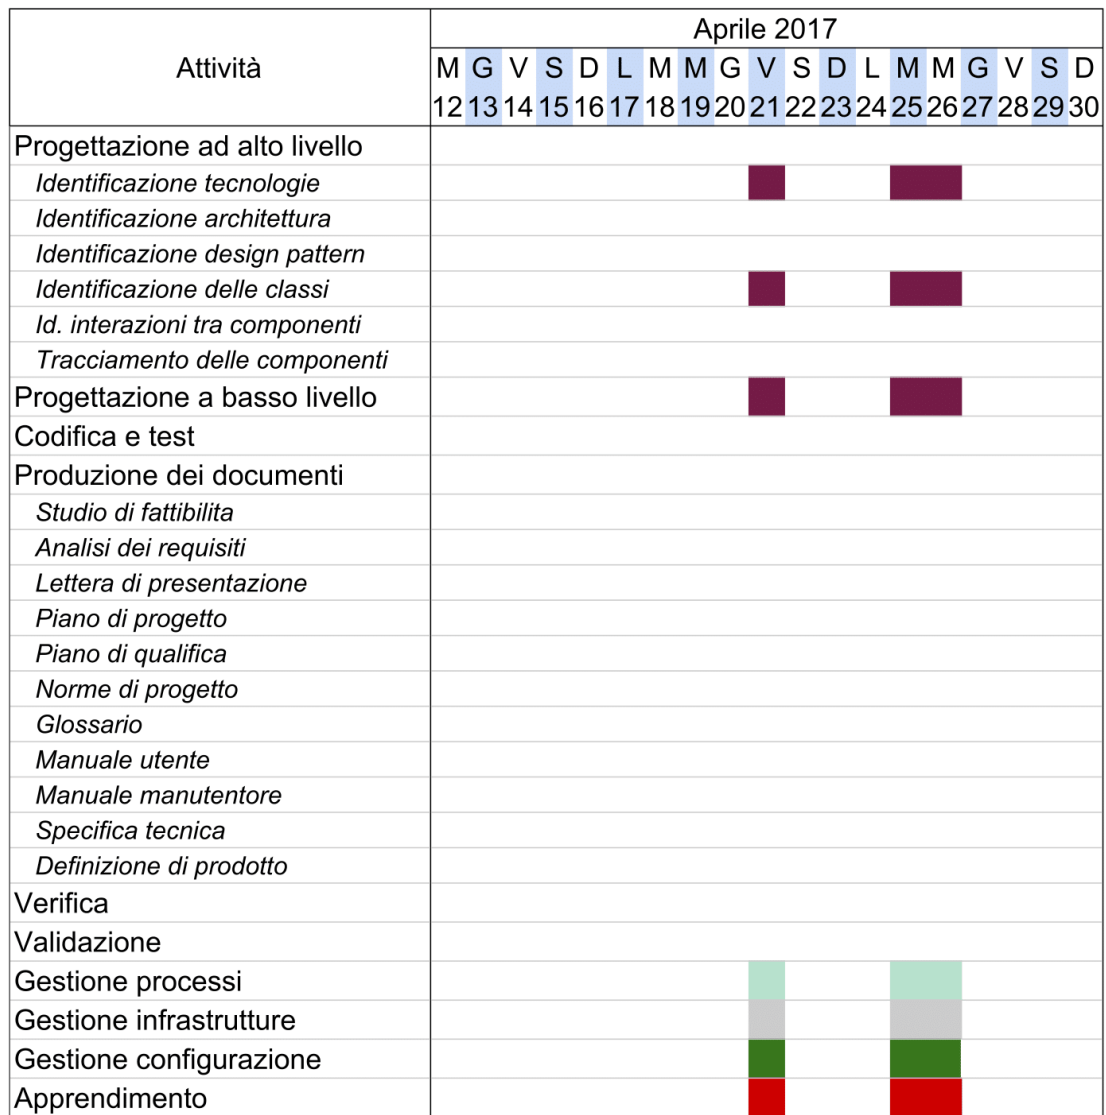 Aprile 2017
Attività
M G V S D L M M G V S D L M M G V S D
12 13 14 15 16 17 18 19 20 21 22 23 24 25 26 27 28 29 30
Progettazione ad alto livello
Identificazione tecnologie
Identificazione architettura
Identificazione design pattern
Identificazione delle classi
Id. interazioni tra componenti
Tracciamento delle componenti
Progettazione a basso livello
Codifica e test
Produzione dei documenti
Studio di fattibilita
Analisi dei requisiti
Lettera di presentazione
Piano di progetto
Piano di qualifica
Norme di progetto
Glossario
Manuale utente
Manuale manutentore
Specifica tecnica
Definizione di prodotto
Verifica
Validazione
Gestione processi
Gestione infrastrutture
Gestione configurazione
Apprendimento